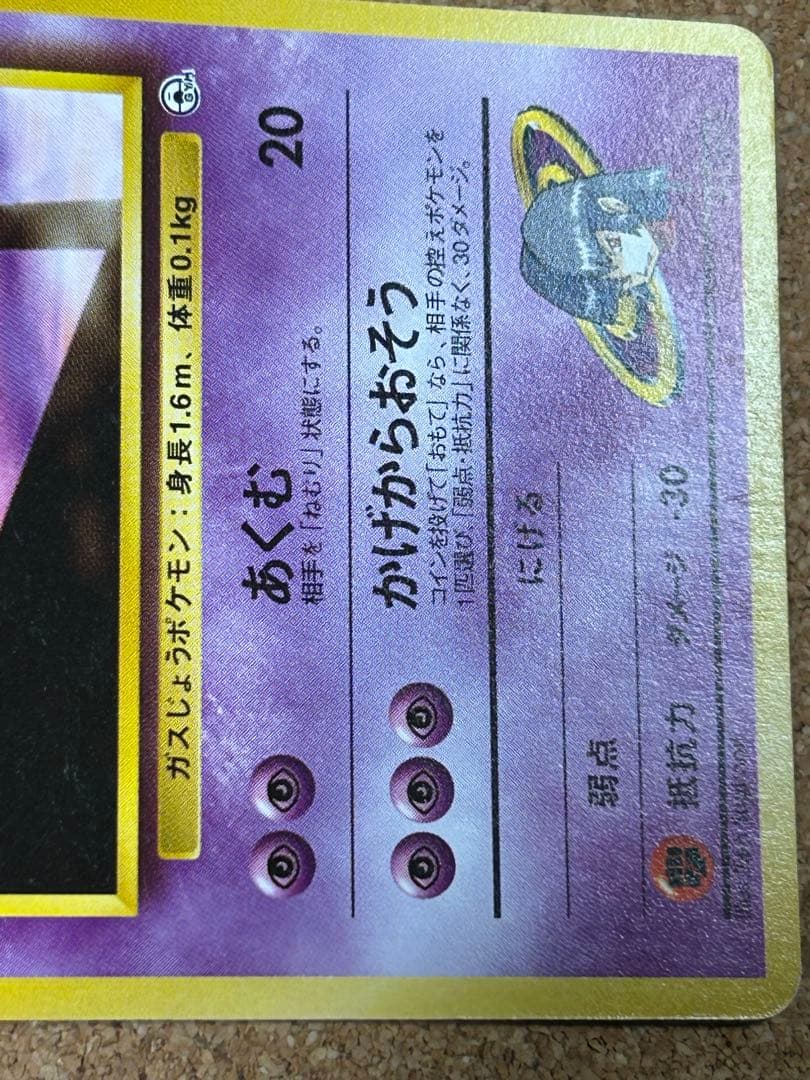 GYM
ガスじょうポケモン：身長1.6m、体重0.1kg
あくむ 20
相手を「ねむり」状態にする。
かげからおそう
コインを投げて「おもて」なら、相手の控えポケモンを
1匹選び、「弱点・抵抗力」に関係なく、30ダメージ。
にげる
弱点
抵抗力 ダメージ -30